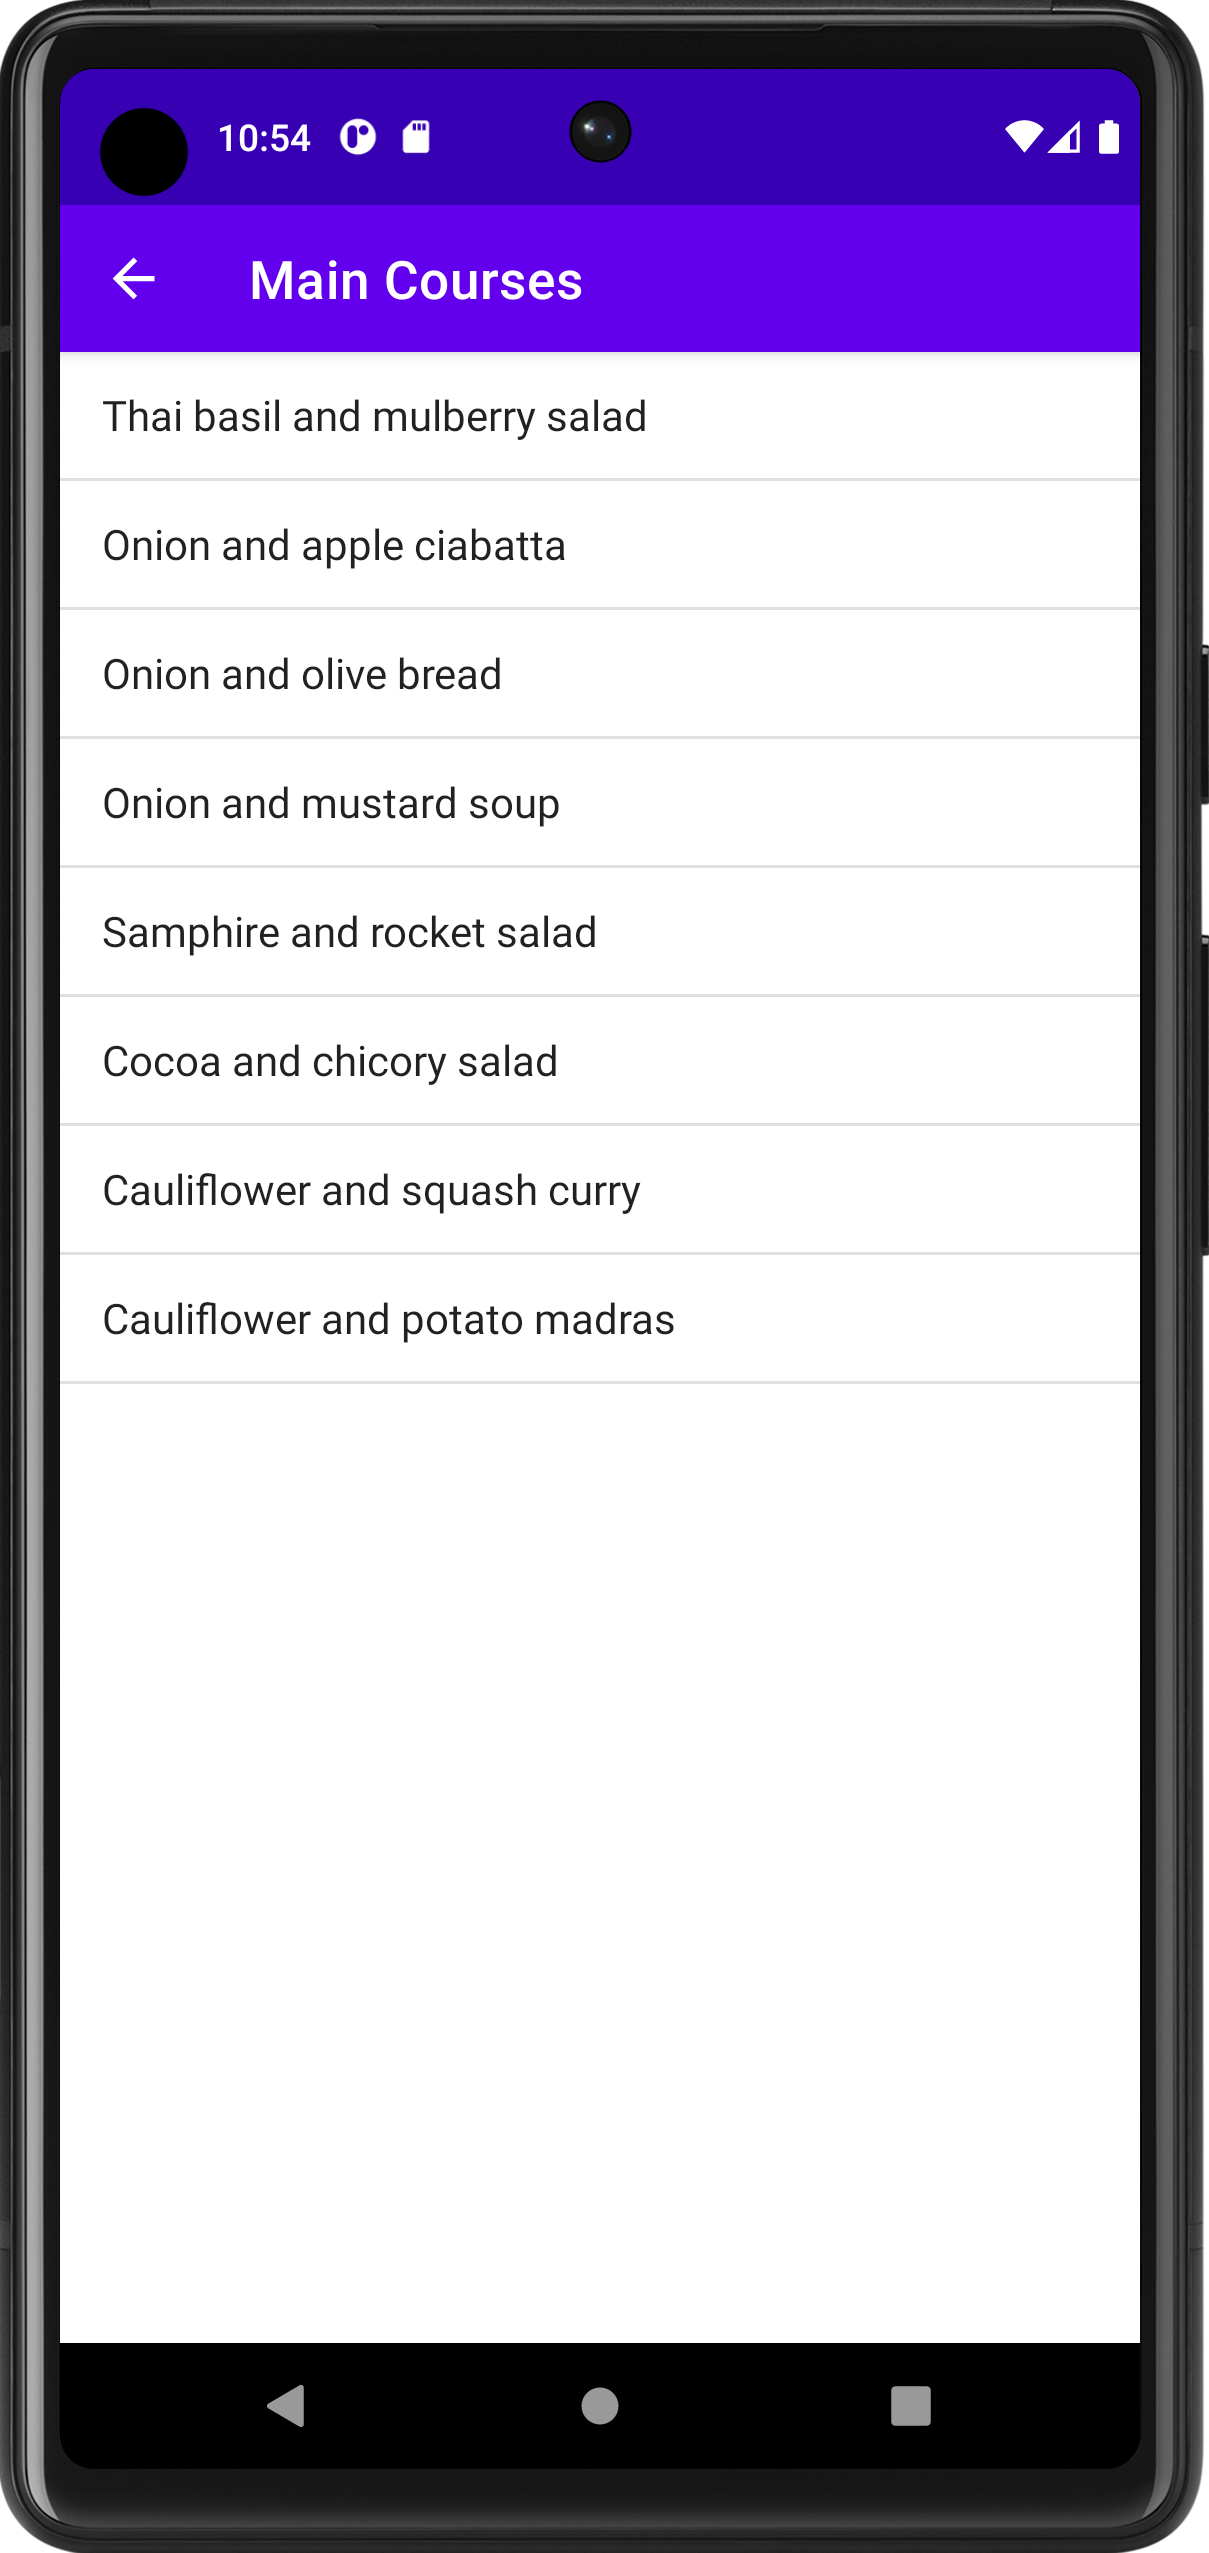 10:54
Main Courses
Thai basil and mulberry salad
Onion and apple ciabatta
Onion and olive bread
Onion and mustard soup
Samphire and rocket salad
Cocoa and chicory salad
Cauliflower and squash curry
Cauliflower and potato madras